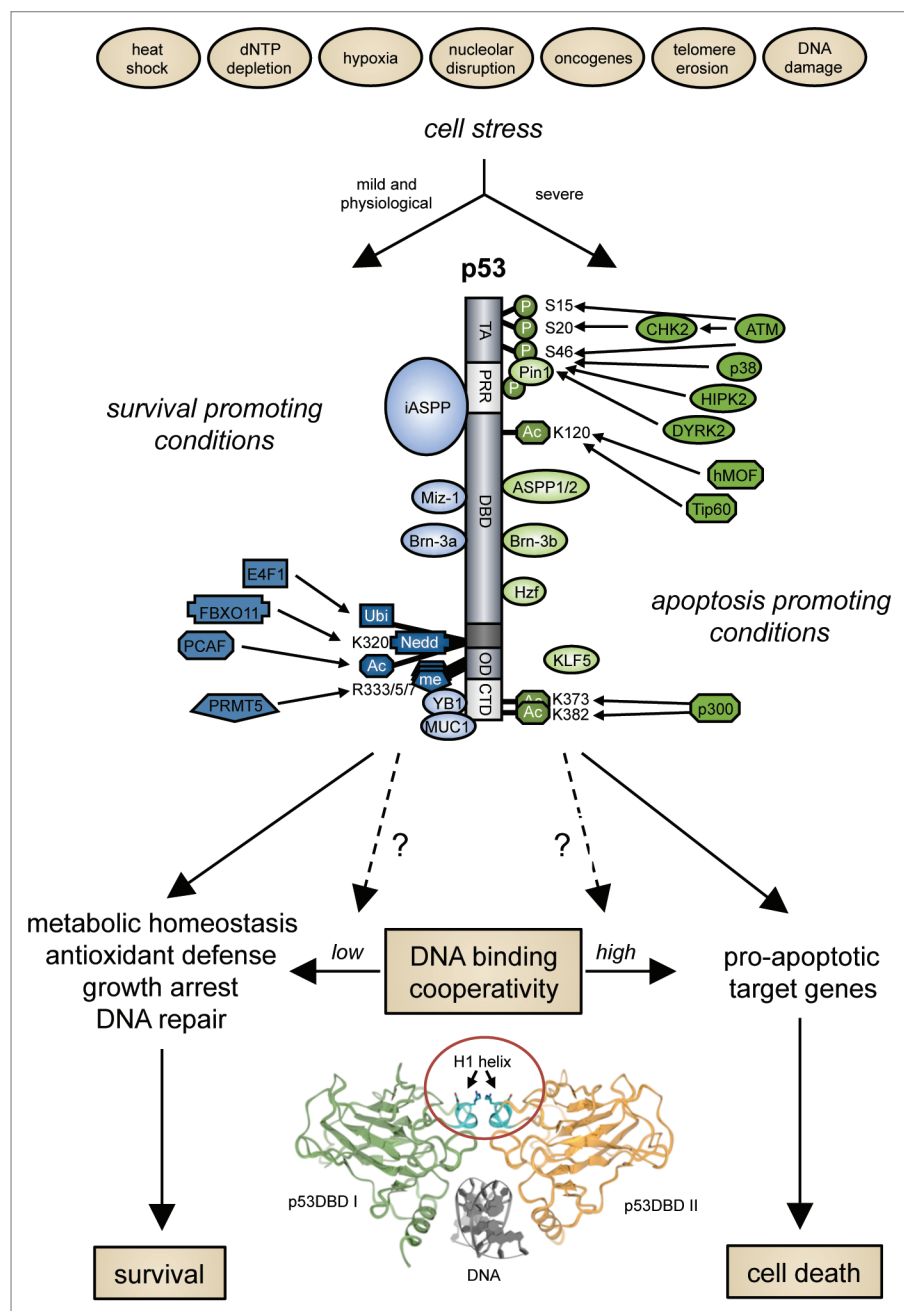 heat
shock
dNTP
depletion
hypoxia
nucleolar
disruption
oncogenes
telomere
erosion
DNA
damage
cell stress
mild and
physiological
severe
p53
TA
PRR
DBD
OD
CTD
P
S15
P
S20
P
S46
Pin1
P
CHK2
ATM
p38
HIPK2
DYRK2
iASPP
survival promoting
conditions
Ac
K120
hMOF
Tip60
Miz-1
ASPP1/2
Brn-3a
Brn-3b
Hzf
E4F1
Ubi
FBXO11
K320
Nedd
PCAF
Ac
PRMT5
R333/5/7
me
YB1
MUC1
apoptosis promoting
conditions
KLF5
Ac
K373
Ac
K382
p300
?
?
metabolic homeostasis
antioxidant defense
growth arrest
DNA repair
low
DNA binding
cooperativity
high
pro-apoptotic
target genes
H1 helix
p53DBD I
p53DBD II
DNA
survival
cell death